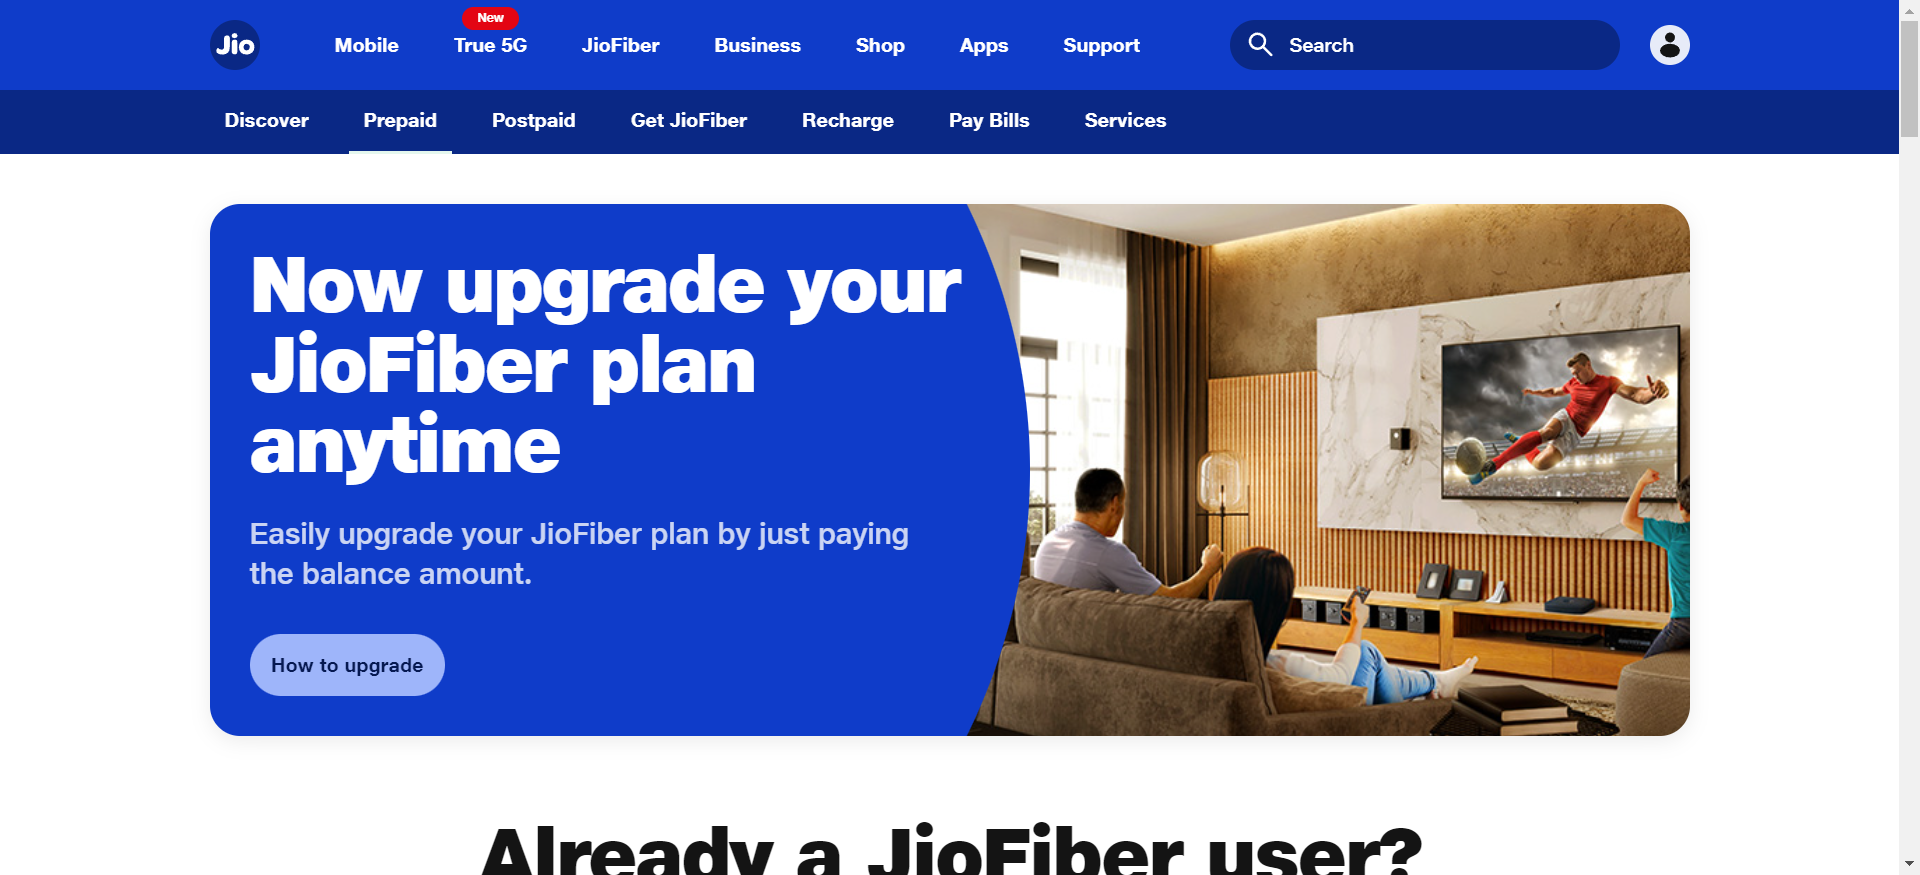 Jio
Mobile
New
True 5G
JioFiber
Business
Shop
Apps
Support
Search
Discover
Prepaid
Postpaid
Get JioFiber
Recharge
Pay Bills
Services
Now upgrade your
JioFiber plan
anytime
Easily upgrade your JioFiber plan by just paying
the balance amount.
How to upgrade
Already a JioFiber user?